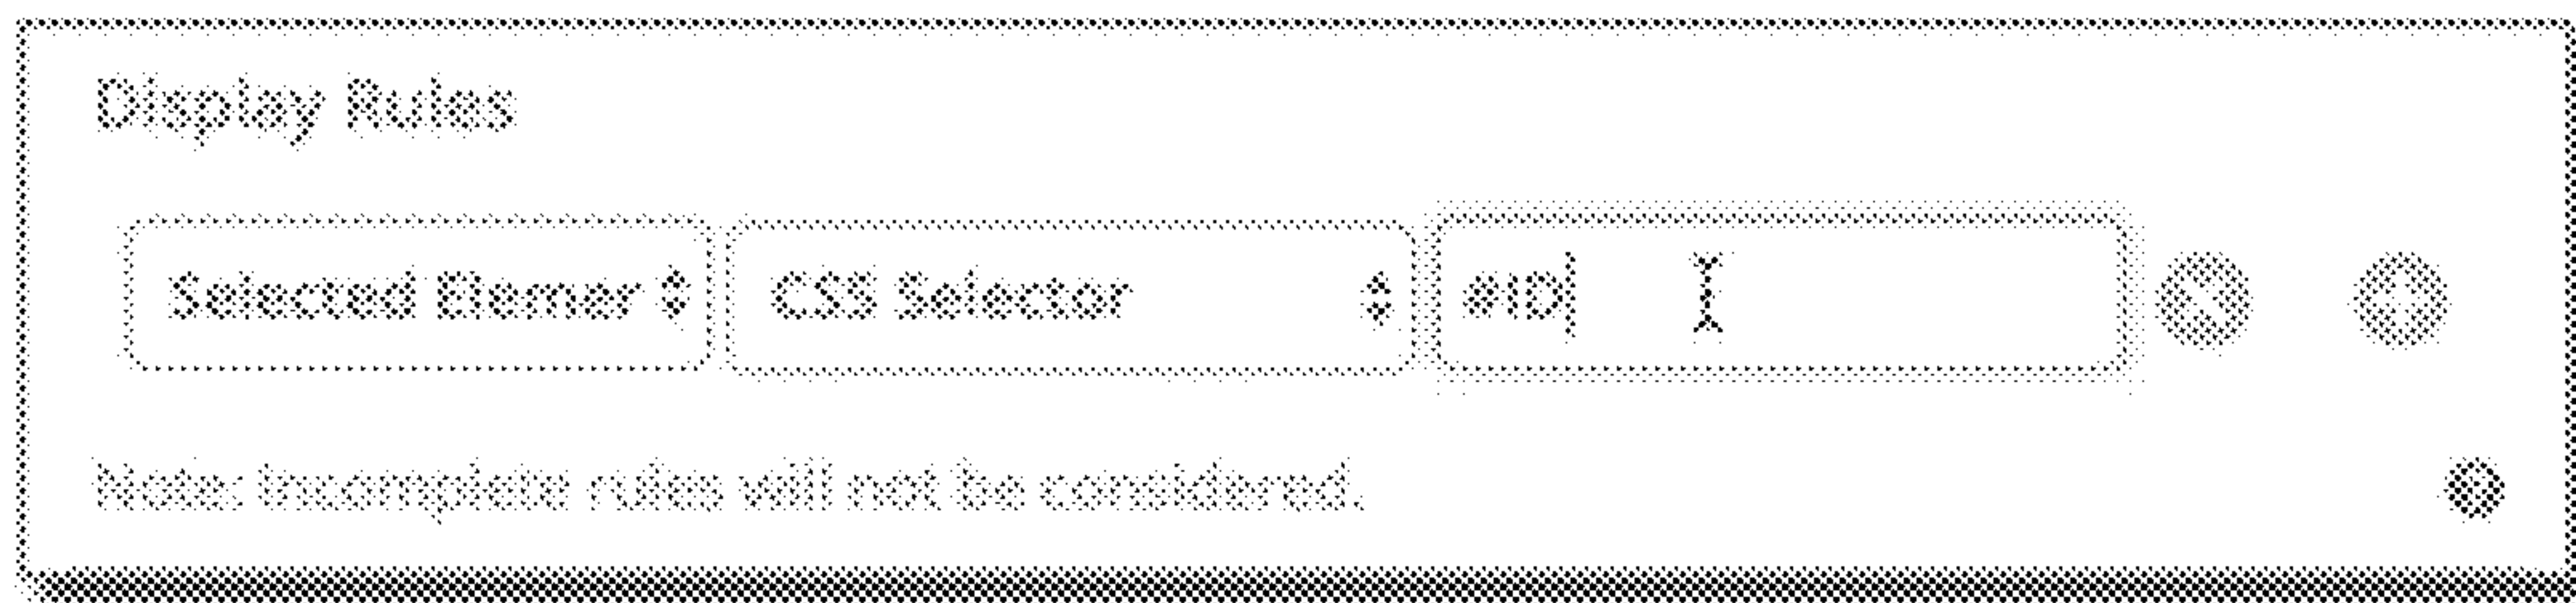 Display Rules
Selected Elemer CSS Selector #ID
Note: Incomplete rules will not be considered.